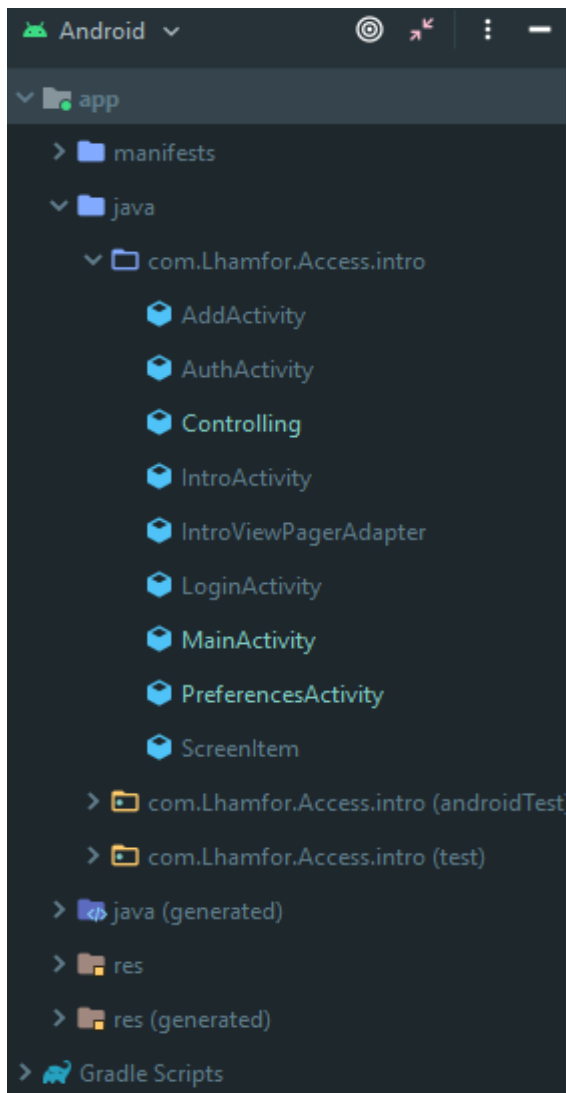 Android
app
manifests
java
com.Lhamfor.Access.intro
AddActivity
AuthActivity
Controlling
IntroActivity
IntroViewPagerAdapter
LoginActivity
MainActivity
PreferencesActivity
ScreenItem
com.Lhamfor.Access.intro (androidTest)
com.Lhamfor.Access.intro (test)
java (generated)
res
res (generated)
Gradle Scripts